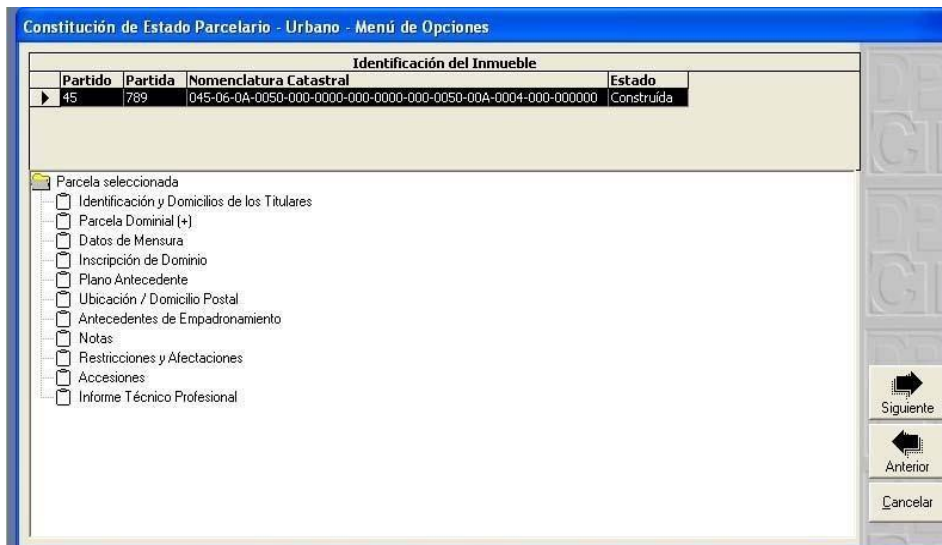 Constitución de Estado Parcelario - Urbano - Menú de Opciones
Identificación del Inmueble
Partido Partida Nomenclatura Catastral Estado
45 789 045-06-0A-0050-000-0000-000-0000-000-0050-00A-0004-000-000000 Construída
Parcela seleccionada
Identificación y Domicilios de los Titulares
Parcela Dominial (+)
Datos de Mensura
Inscripción de Dominio
Plano Antecedente
Ubicación / Domicilio Postal
Antecedentes de Empadronamiento
Notas
Restricciones y Afectaciones
Accesiones
Informe Técnico Profesional
Siguiente
Anterior
Cancelar